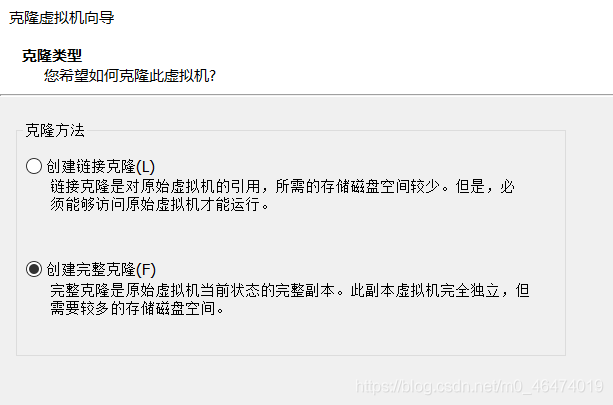 克隆虚拟机向导
克隆类型
您希望如何克隆此虚拟机?
克隆方法
创建链接克隆(L)
链接克隆是对原始虚拟机的引用，所需的存储磁盘空间较少。但是，必
须能够访问原始虚拟机才能运行。
创建完整克隆(F)
完整克隆是原始虚拟机当前状态的完整副本。此副本虚拟机完全独立，但
需要较多的存储磁盘空间。
https://blog.csdn.net/m0_46474019